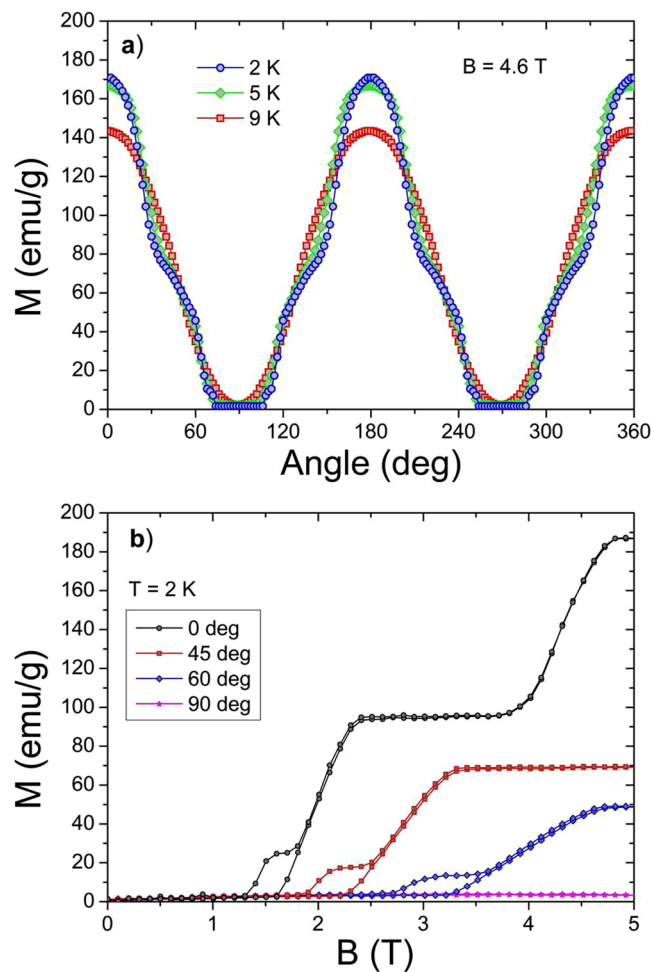 a)
2 K
5 K
9 K
B = 4.6 T
M (emu/g)
200
180
160
140
120
100
80
60
40
20
0
0 60 120 180 240 300 360
Angle (deg)
b)
T = 2 K
0 deg
45 deg
60 deg
90 deg
M (emu/g)
200
180
160
140
120
100
80
60
40
20
0
0 1 2 3 4 5
B (T)